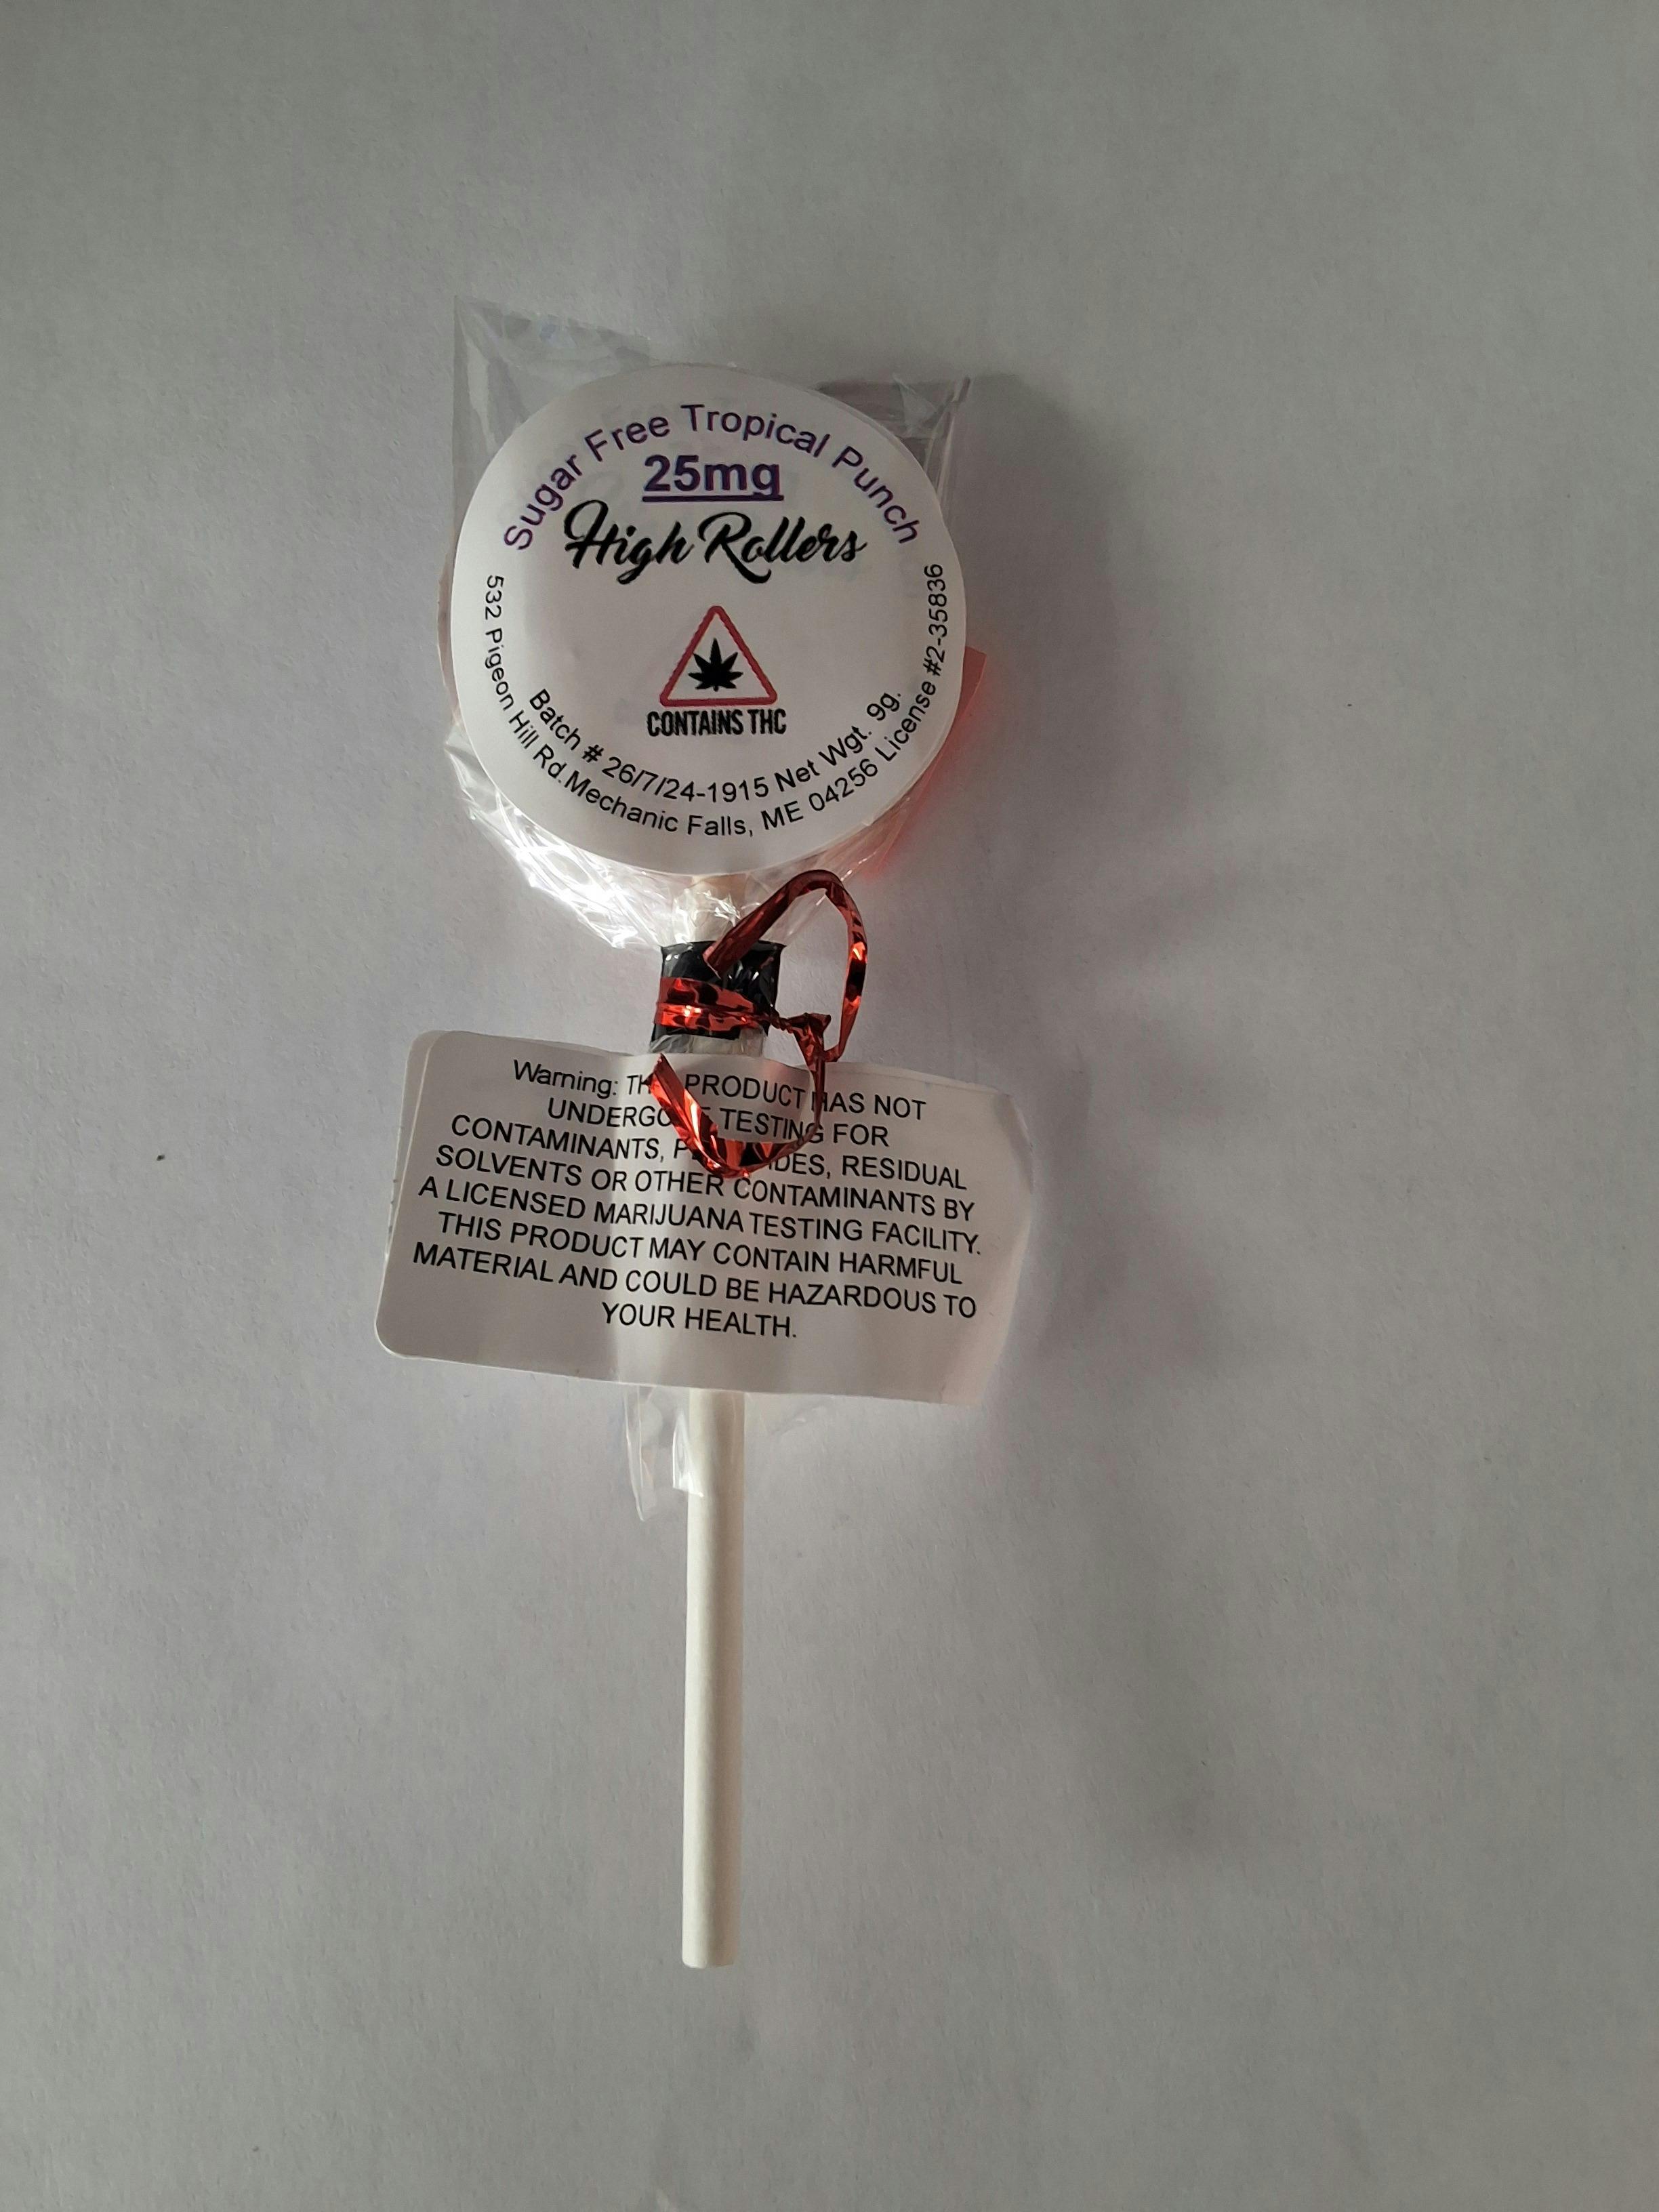 Sugar Free Tropical Punch
25mg
High Rollers
CONTAINS THC
Batch # 26/7/24-1915 Net Wgt. 9g.
532 Pigeon Hill Rd. Mechanic Falls, ME 04256 License #2-35836
Warning: PRODUCT HAS NOT
TESTING FOR
CONTAMINANTS, RESIDUAL
SOLVENTS OR OTHER CONTAMINANTS BY
A LICENSED MARIJUANA TESTING FACILITY.
THIS PRODUCT MAY CONTAIN HARMFUL
MATERIAL AND COULD BE HAZARDOUS TO
YOUR HEALTH.